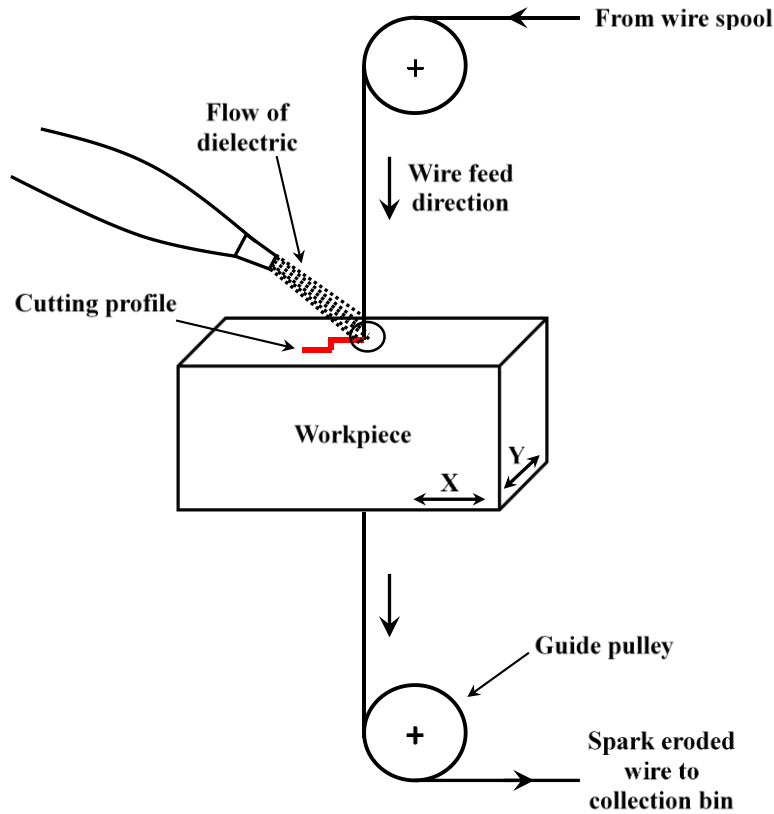 From wire spool
+
Flow of
dielectric
Wire feed
direction
Cutting profile
Workpiece
Y
X
Guide pulley
+
Spark eroded
wire to
collection bin